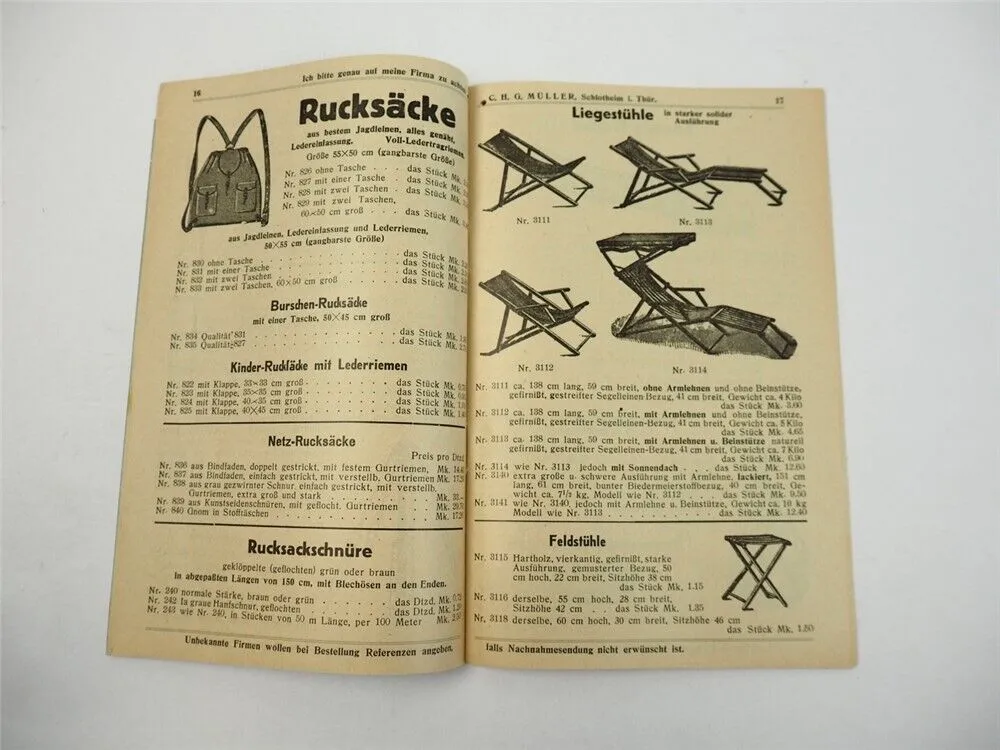 16
Ich bitte genau auf meine Firma zu
Rucksäcke
aus bestem Jagdleinen, alles genäht,
Ledereinfassung. Voll-Ledertragriemen
Größe 55×50 cm (gangbarste Größe)
Nr. 826 ohne Tasche . . . das Stück Mk.
Nr. 827 mit einer Tasche . das Stück Mk.
Nr. 828 mit zwei Taschen . das Stück Mk.
Nr. 829 mit zwei Taschen,
60×50 cm groß . . . das Stück Mk.
aus Jagdleinen, Ledereinfassung und Lederriemen,
50×55 cm (gangbarste Größe)
Nr. 830 ohne Tasche . . . das Stück Mk.
Nr. 831 mit einer Tasche . . . das Stück Mk.
Nr. 832 mit zwei Taschen . . . das Stück Mk.
Nr. 833 mit zwei Taschen, 60×50 cm groß . . . das Stück Mk.
Burschen-Rucksäcke
mit einer Tasche, 50×45 cm groß
Nr. 834 Qualität 831 . . . das Stück Mk.
Nr. 835 Qualität 827 . . . das Stück Mk.
Kinder-Rucksäcke mit Lederriemen
Nr. 822 mit Klappe, 33×33 cm groß . . . das Stück Mk.
Nr. 823 mit Klappe, 35×35 cm groß . . . das Stück Mk.
Nr. 824 mit Klappe, 40×35 cm groß . . . das Stück Mk.
Nr. 825 mit Klappe, 40×45 cm groß . . . das Stück Mk.
Netz-Rucksäcke
Preis pro Dtzd.
Nr. 836 aus Bindfaden, doppelt gestrickt, mit festem Gurtriemen, Mk.
Nr. 837 aus Bindfaden, einfach gestrickt, mit verstellb. Gurtriemen Mk.
Nr. 838 aus grau gezwirnter Schnur, einfach gestrickt, mit verstellb.
Gurtriemen, extra groß und stark . . . Mk.
Nr. 839 aus Kunstseidenschnüren, mit geflocht. Gurtriemen . . Mk.
Nr. 840 Gnom in Stofftäschen . . . Mk.
Rucksackschnüre
geklöppelte (geflochten) grün oder braun
in abgepaßten Längen von 150 cm, mit Blechösen an den Enden.
Nr. 240 normale Stärke, braun oder grün . . . das Dtzd. Mk.
Nr. 242 la graue Hanfschnur, geflochten . . . das Dtzd. Mk.
Nr. 243 wie Nr. 240, in Stücken von 50 m Länge, per 100 Meter Mk.
Unbekannte Firmen wollen bei Bestellung Referenzen angeben,
C. H. G. MÜLLER, Schlotheim i. Thür. 17
Liegestühle in starker solider
Ausführung
Nr. 3111
Nr. 3113
Nr. 3112
Nr. 3114
Nr. 3111 ca. 138 cm lang, 59 cm breit, ohne Armlehnen und ohne Beinstütze,
gefirnißt, gestreifter Segelleinen-Bezug, 41 cm breit, Gewicht ca. 4 Kilo
das Stück Mk. 3.60
Nr. 3112 ca. 138 cm lang, 59 cm breit, mit Armlehnen und ohne Beinstütze,
gefirnißt, gestreifter Segelleinen-Bezug, 41 cm breit, Gewicht ca. 5 Kilo
das Stück Mk. 4.65
Nr. 3113 ca. 138 cm lang, 59 cm breit, mit Armlehnen u. Beinstütze naturell
gefirnißt, gestreifter Segelleinen-Bezug, 41 cm breit, Gewicht ca. 7 Kilo
das Stück Mk. 6.90
Nr. 3114 wie Nr. 3113 jedoch mit Sonnendach . . . das Stück Mk. 12.60
Nr. 3140 extra große u. schwere Ausführung mit Armlehne, lackiert, 151 cm
lang, 61 cm breit, bunter Biedermeierstoffbezug, 40 cm breit, Ge-
wicht ca. 7½ kg, Modell wie Nr. 3112 . . . das Stück Mk. 9.50
Nr. 3141 wie Nr. 3140, jedoch mit Armlehne u. Beinstütze, Gewicht ca. 10 kg
Modell wie Nr. 3113 . . . das Stück Mk. 12.40
Feldstühle
Nr. 3115 Hartholz, vierkantig, gefirnißt, starke
Ausführung, gemusterter Bezug, 50
cm hoch, 22 cm breit, Sitzhöhe 38 cm
das Stück Mk. 1.15
Nr. 3116 derselbe, 55 cm hoch, 28 cm breit,
Sitzhöhe 42 cm . . das Stück Mk. 1.35
Nr. 3118 derselbe, 60 cm hoch, 30 cm breit, Sitzhöhe 46 cm
das Stück Mk. 1.50
falls Nachnahmesendung nicht erwünscht ist.